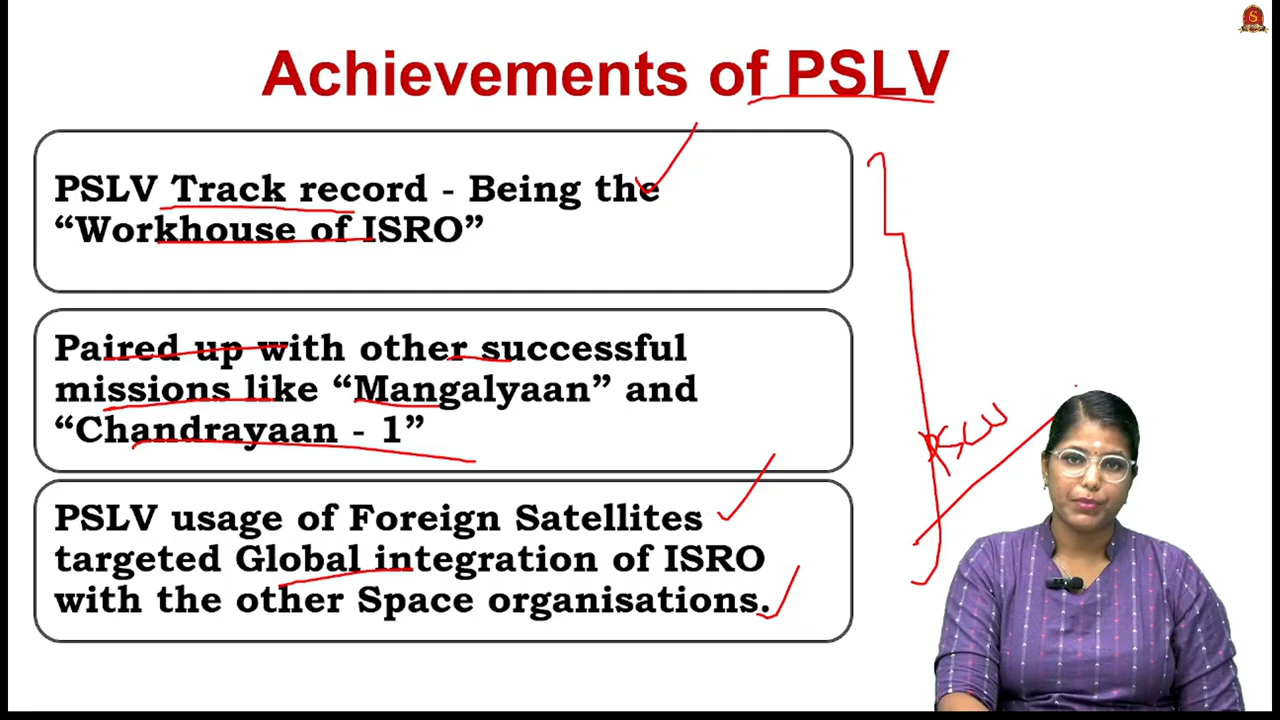 Achievements of PSLV
PSLV Track record - Being the
“Workhouse of ISRO”
Paired up with other successful
missions like “Mangalyaan” and
“Chandrayaan - 1”
PSLV usage of Foreign Satellites
targeted Global integration of ISRO
with the other Space organisations.
PSLV